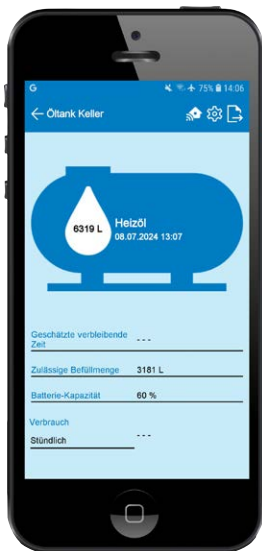 G 75% 14:06
Öltank Keller
6319 L
Heizöl
08.07.2024 13:07
Geschätzte verbleibende
Zeit
- - -
Zulässige Befüllmenge 3181 L
Batterie-Kapazität 60 %
Verbrauch
Stündlich
- - -